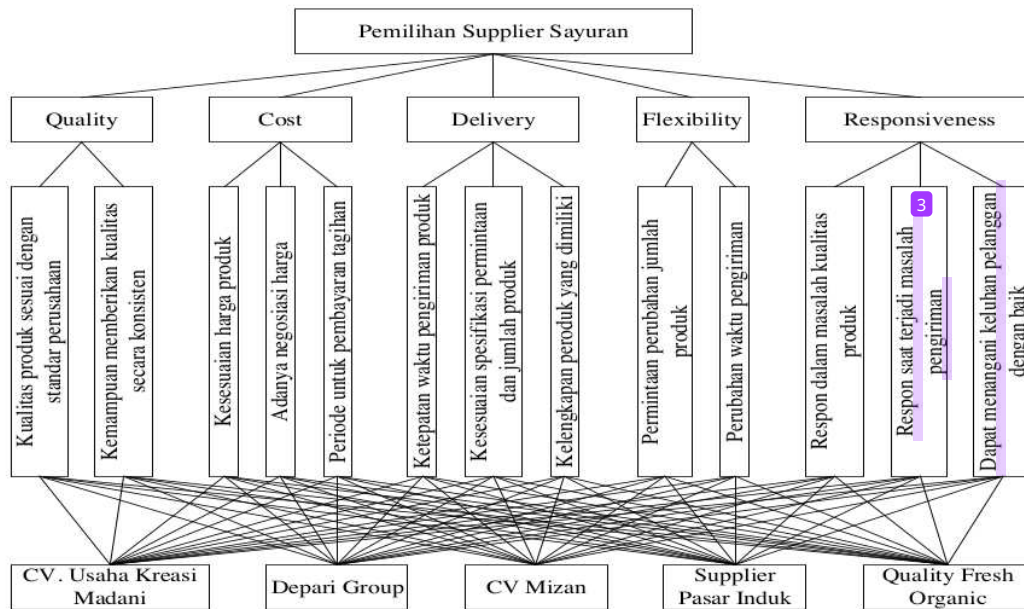 Pemilihan Supplier Sayuran
Quality
Cost
Delivery
Flexibility
Responsiveness
Kualitas produk sesuai dengan
standar perusahaan
Kemampuan memberikan kualitas
secara konsisten
Kesesuaian harga produk
Adanya negosiasi harga
Periode untuk pembayaran tagihan
Ketepatan waktu pengiriman produk
Kesesuaian spesifikasi permintaan
dan jumlah produk
Kelengkapan peroduk yang dimiliki
Permintaan perubahan jumlah
produk
Perubahan waktu pengiriman
Respon dalam masalah kualitas
produk
3
Respon saat terjadi masalah
pengiriman
Dapat menangani keluhan pelanggan
dengan baik
CV. Usaha Kreasi
Madani
Depari Group
CV Mizan
Supplier
Pasar Induk
Quality Fresh
Organic